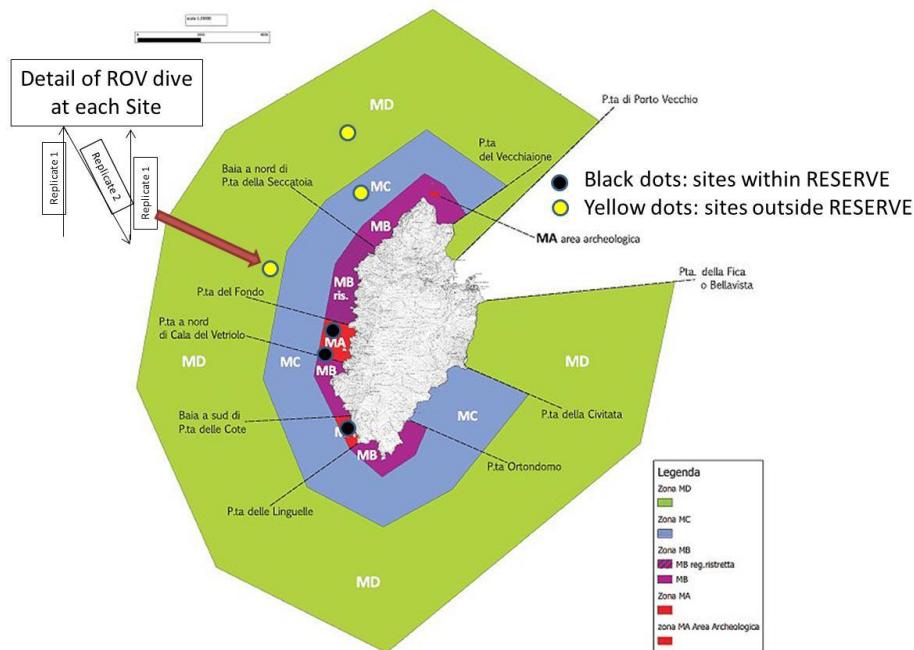 scale 1:20000
Detail of ROV dive
at each Site
Replicate 1
Replicate 2
Replicate 1
MD
P.ta di Porto Vecchio
P.ta
del Vecchiaione
Baia a nord di
P.ta della Seccatoia
MC
Black dots: sites within RESERVE
Yellow dots: sites outside RESERVE
MB
MA area archeologica
Pta. della Fica
o Bellavista
MB
ris.
P.ta del Fondo
P.ta a nord
di Cala del Vetriolo
MA
MD
MC
MB
MD
Baia a sud di
P.ta delle Cote
MC
P.ta della Civitata
MB
P.ta Ortondomo
P.ta delle Linguelle
MD
Legenda
Zona MD
Zona MC
Zona MB
MB reg.ristretta
MB
Zona MA
zona MA Area Archeologica